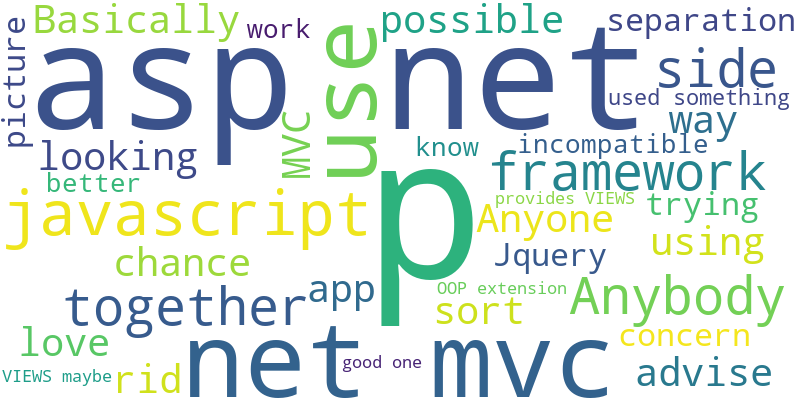 Basically
work
possible
separation
picture
asp
use
net
side
used something
MVC
way
looking
know
incompatible
better
framework
javascript
p
provides VIEWS
trying
Anyone
using
chance
Jquery
together
app
OOP extension
Anybody
sort
love
net
mvc
concern
good one
VIEWS maybe
rid
advise